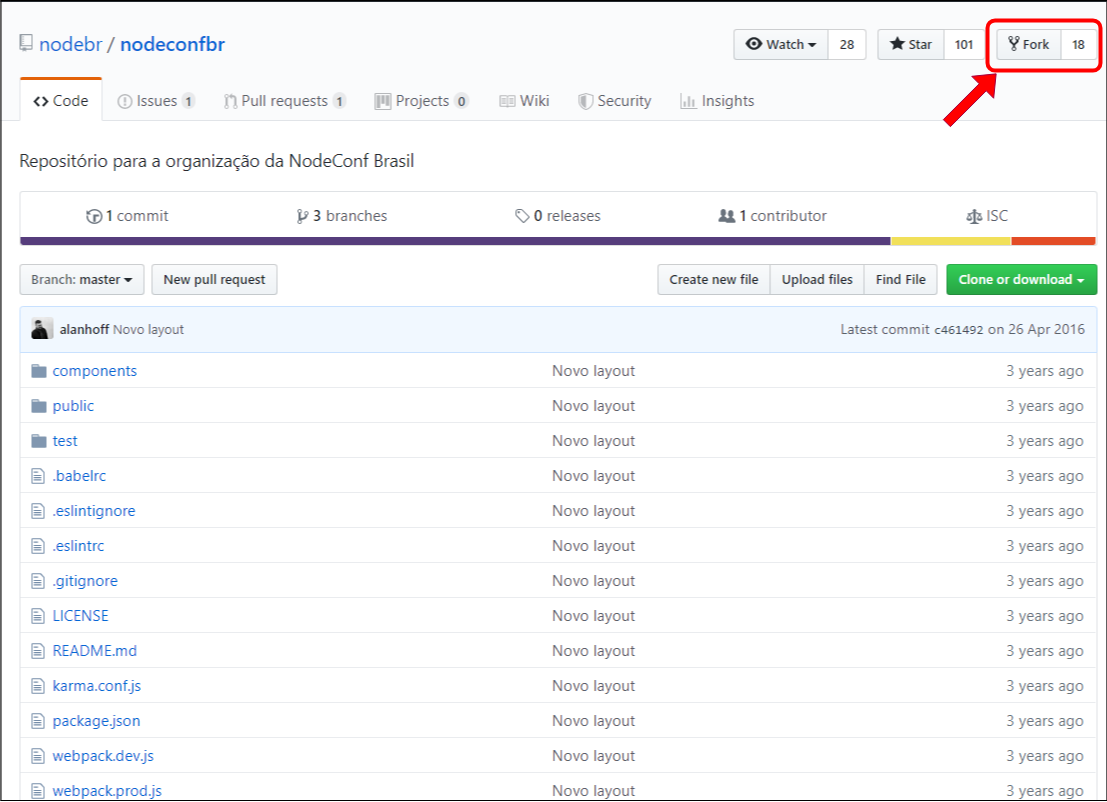 nodebr / nodeconfbr
Watch 28 Star 101 Fork 18
Code Issues 1 Pull requests 1 Projects 0 Wiki Security Insights
Repositório para a organização da NodeConf Brasil
1 commit 3 branches 0 releases 1 contributor ISC
Branch: master New pull request Create new file Upload files Find File Clone or download
alanhoff Novo layout Latest commit c461492 on 26 Apr 2016
components Novo layout 3 years ago
public Novo layout 3 years ago
test Novo layout 3 years ago
.babelrc Novo layout 3 years ago
.eslintignore Novo layout 3 years ago
.eslintrc Novo layout 3 years ago
.gitignore Novo layout 3 years ago
LICENSE Novo layout 3 years ago
README.md Novo layout 3 years ago
karma.conf.js Novo layout 3 years ago
package.json Novo layout 3 years ago
webpack.dev.js Novo layout 3 years ago
webpack.prod.js Novo layout 3 years ago